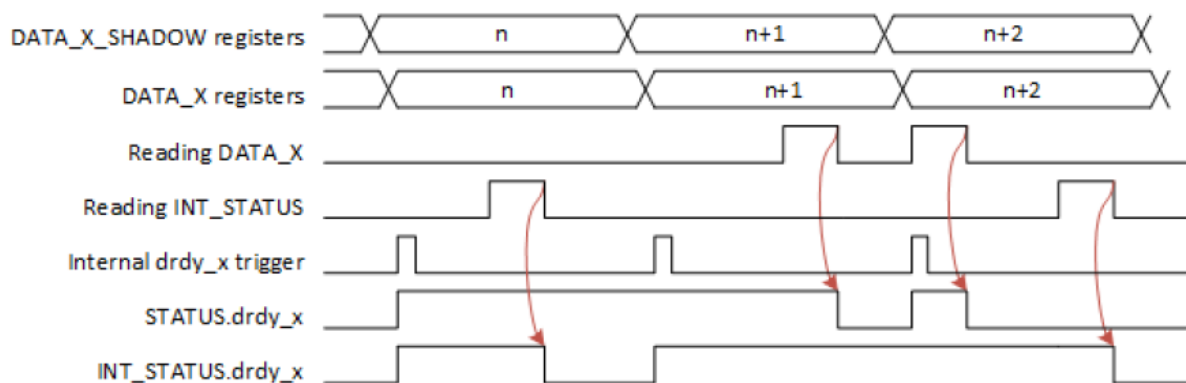 DATA_X_SHADOW registers n n+1 n+2
DATA_X registers n n+1 n+2
Reading DATA_X
Reading INT_STATUS
Internal drdy_x trigger
STATUS.drdy_x
INT_STATUS.drdy_x